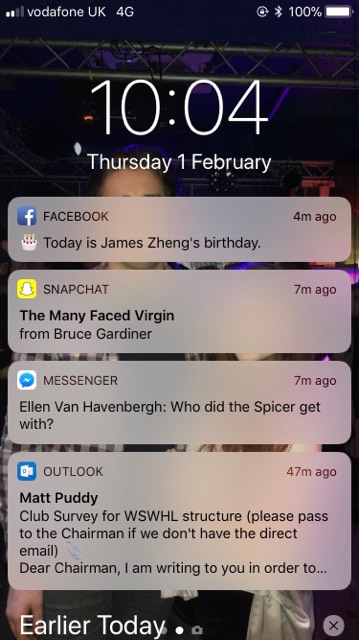 vodafone UK 4G 100%
10:04
Thursday 1 February
FACEBOOK 4m ago
🎂 Today is James Zheng's birthday.
SNAPCHAT 7m ago
The Many Faced Virgin
from Bruce Gardiner
MESSENGER 7m ago
Ellen Van Havenbergh: Who did the Spicer get
with?
OUTLOOK 47m ago
Matt Puddy
Club Survey for WSWHL structure (please pass
to the Chairman if we don't have the direct
email) 📎
Dear Chairman, I am writing to you in order to...
Earlier Today